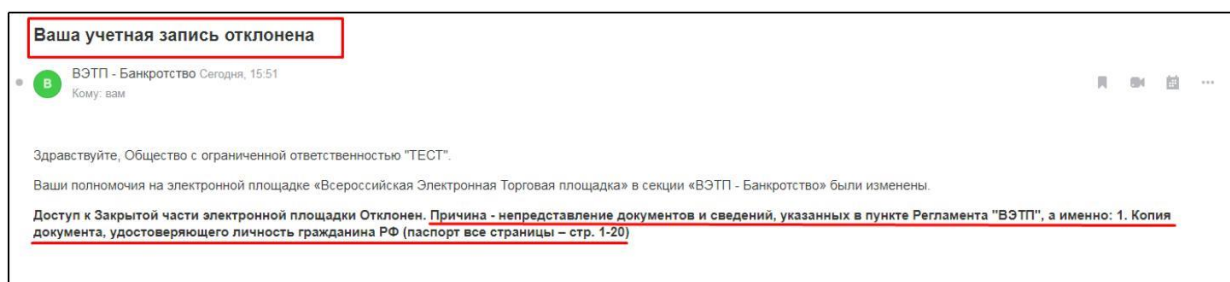 Ваша учетная запись отклонена
В
ВЭТП - Банкротство Сегодня, 15:51
Кому: вам
Здравствуйте, Общество с ограниченной ответственностью "ТЕСТ".
Ваши полномочия на электронной площадке «Всероссийская Электронная Торговая площадка» в секции «ВЭТП - Банкротство» были изменены.
Доступ к Закрытой части электронной площадки Отклонен. Причина - непредставление документов и сведений, указанных в пункте Регламента "ВЭТП", а именно: 1. Копия
документа, удостоверяющего личность гражданина РФ (паспорт все страницы – стр. 1-20)